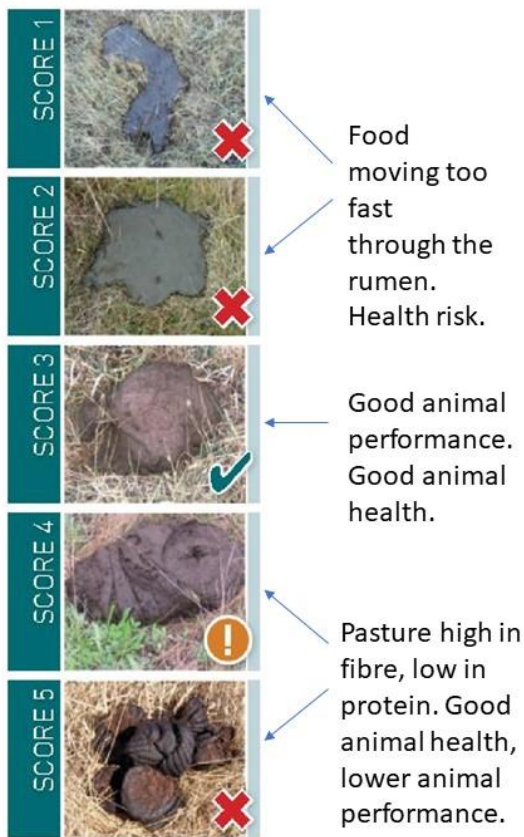 SCORE 1
Food
moving too
fast
through the
rumen.
Health risk.
SCORE 2
SCORE 3
Good animal
performance.
Good animal
health.
SCORE 4
Pasture high in
fibre, low in
protein. Good
animal health,
lower animal
performance.
SCORE 5